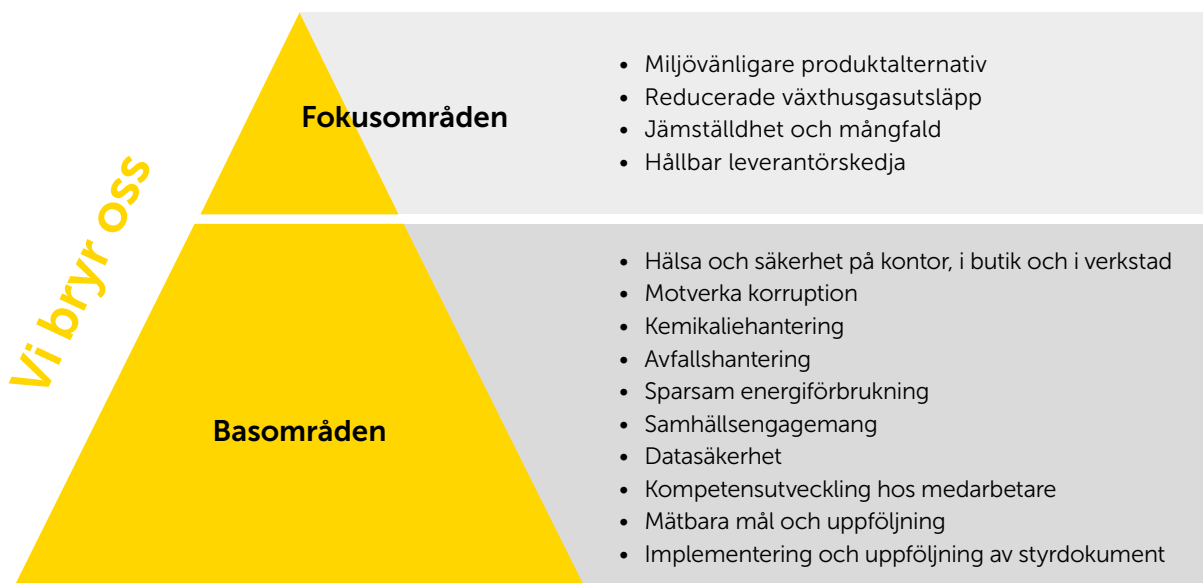 Vi bryr oss
Fokusområden
• Miljövänligare produktalternativ
• Reducerade växthusgasutsläpp
• Jämställdhet och mångfald
• Hållbar leverantörskedja
Basområden
• Hälsa och säkerhet på kontor, i butik och i verkstad
• Motverka korruption
• Kemikaliehantering
• Avfallshantering
• Sparsam energiförbrukning
• Samhällsengagemang
• Datasäkerhet
• Kompetensutveckling hos medarbetare
• Mätbara mål och uppföljning
• Implementering och uppföljning av styrdokument